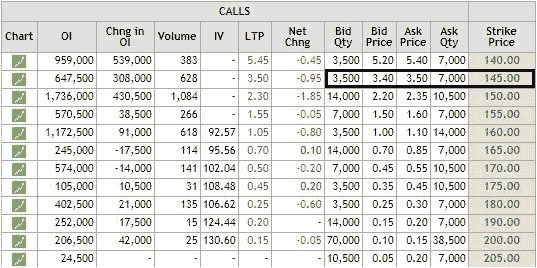 CALLS
Chart OI Chng in OI Volume IV LTP Net Chng Bid Qty Bid Price Ask Price Ask Qty Strike Price
959,000 539,000 383 - 5.45 -0.45 3,500 5.20 5.40 7,000 140.00
647,500 308,000 628 - 3.50 -0.95 3,500 3.40 3.50 7,000 145.00
1,736,000 430,500 1,084 - 2.30 -1.85 14,000 2.20 2.35 10,500 150.00
570,500 38,500 266 - 1.55 -0.05 7,000 1.50 1.60 7,000 155.00
1,172,500 91,000 618 92.57 1.05 -0.80 3,500 1.00 1.10 14,000 160.00
245,000 -17,500 114 95.56 0.70 0.10 14,000 0.70 0.85 7,000 165.00
574,000 -14,000 141 102.04 0.50 -0.20 7,000 0.45 0.55 10,500 170.00
105,000 10,500 31 108.48 0.45 0.20 3,500 0.35 0.45 10,500 175.00
402,500 21,000 135 106.62 0.25 -0.60 3,500 0.25 0.30 7,000 180.00
252,000 17,500 15 124.44 0.20 - 14,000 0.15 0.20 7,000 190.00
206,500 42,000 25 130.60 0.15 -0.05 70,000 0.10 0.15 38,500 200.00
24,500 - - - - - 10,500 0.05 0.20 7,000 205.00